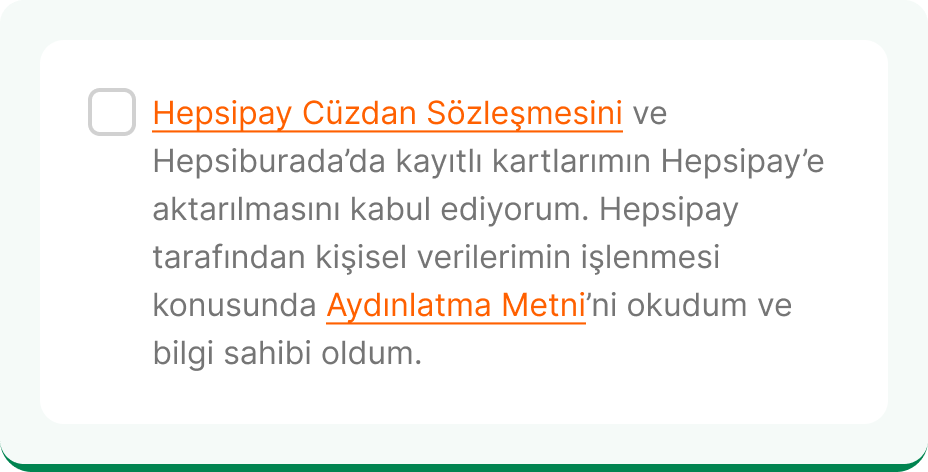 Hepsipay Cüzdan Sözleşmesini ve
Hepsiburada’da kayıtlı kartlarımın Hepsipay’e
aktarılmasını kabul ediyorum. Hepsipay
tarafından kişisel verilerimin işlenmesi
konusunda Aydınlatma Metni’ni okudum ve
bilgi sahibi oldum.